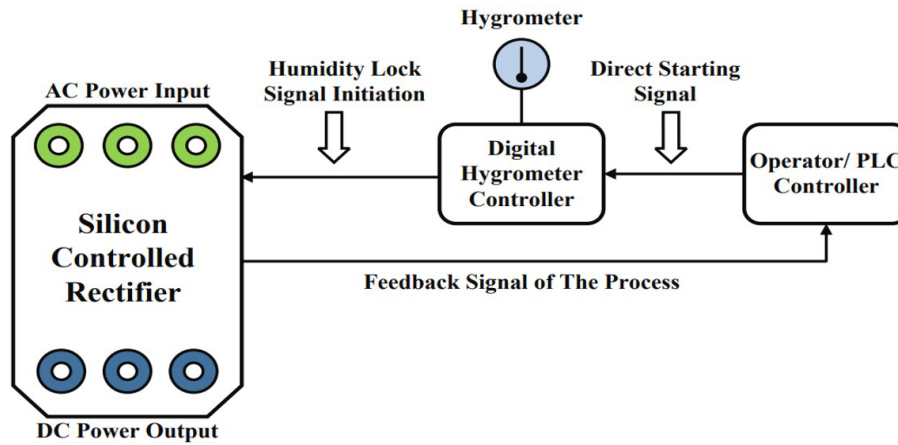 Hygrometer
Humidity Lock
Signal Initiation
Direct Starting
Signal
AC Power Input
Digital
Hygrometer
Controller
Operator/ PLC
Controller
Silicon
Controlled
Rectifier
Feedback Signal of The Process
DC Power Output